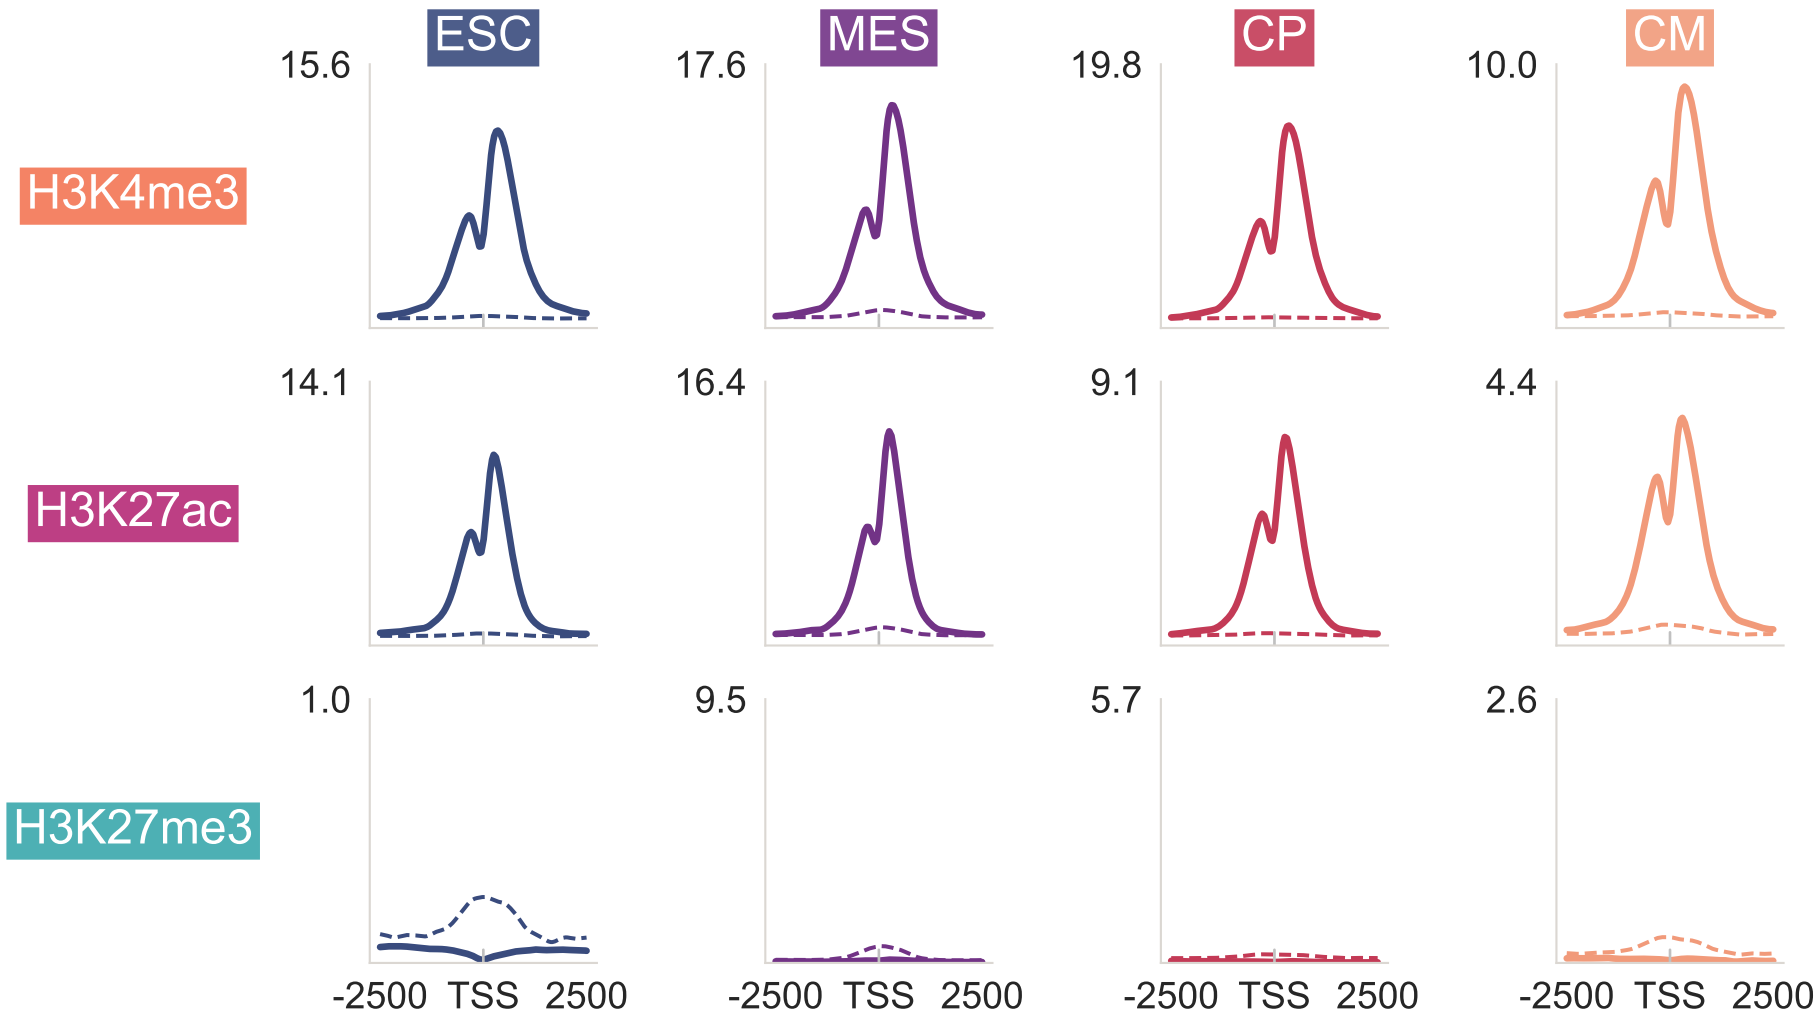 ESC MES CP CM
15.6 17.6 19.8 10.0
H3K4me3
14.1 16.4 9.1 4.4
H3K27ac
1.0 9.5 5.7 2.6
H3K27me3
-2500 TSS 2500 -2500 TSS 2500 -2500 TSS 2500 -2500 TSS 2500